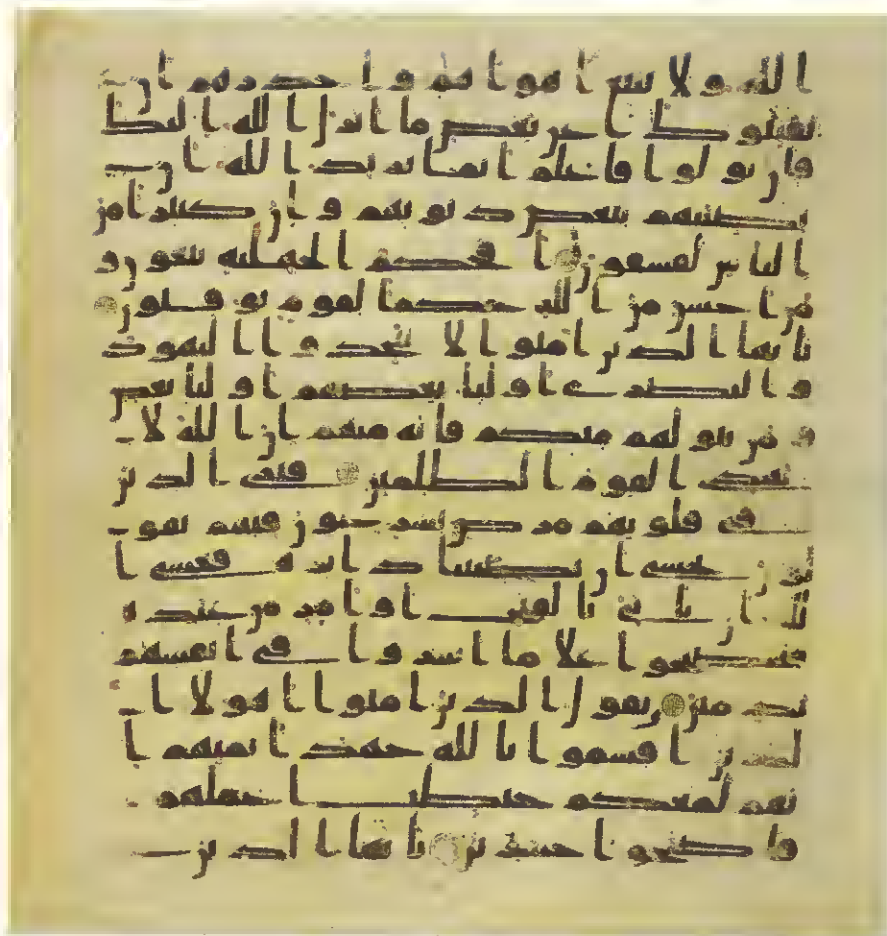 الله ولا تتبع اهواهم واحذرهم ان
يفتنوك عن بعض ما انزل الله اليك
فان تولوا فاعلم انما يريد الله ان
يصيبهم ببعض ذنوبهم وان كثيرا من
الناس لفسقون افحكم الجهلية يبغون و
من احسن من الله حكما لقوم يوقنون
يايها الذين امنوا لا تتخذوا اليهود
والنصرى اوليا بعضهم اوليا بعض
ومن يتولهم منكم فانه منهم ان الله لا
يهدى القوم الظلمين فترى الذين
فى قلوبهم مرض يسرعون فيهم يقو
لون نخشى ان تصيبنا دايرة فعسى ا
لله ان ياتى بالفتح او امر من عنده
فيصبحوا علا ما اسروا فى انفسهم
ندمين يقول الذين امنوا اهولا ا
لذين اقسموا بالله جهد ايمنهم ا
نهم لمعكم حبطت اعملهم
فاصبحوا خسرين يايها الذين